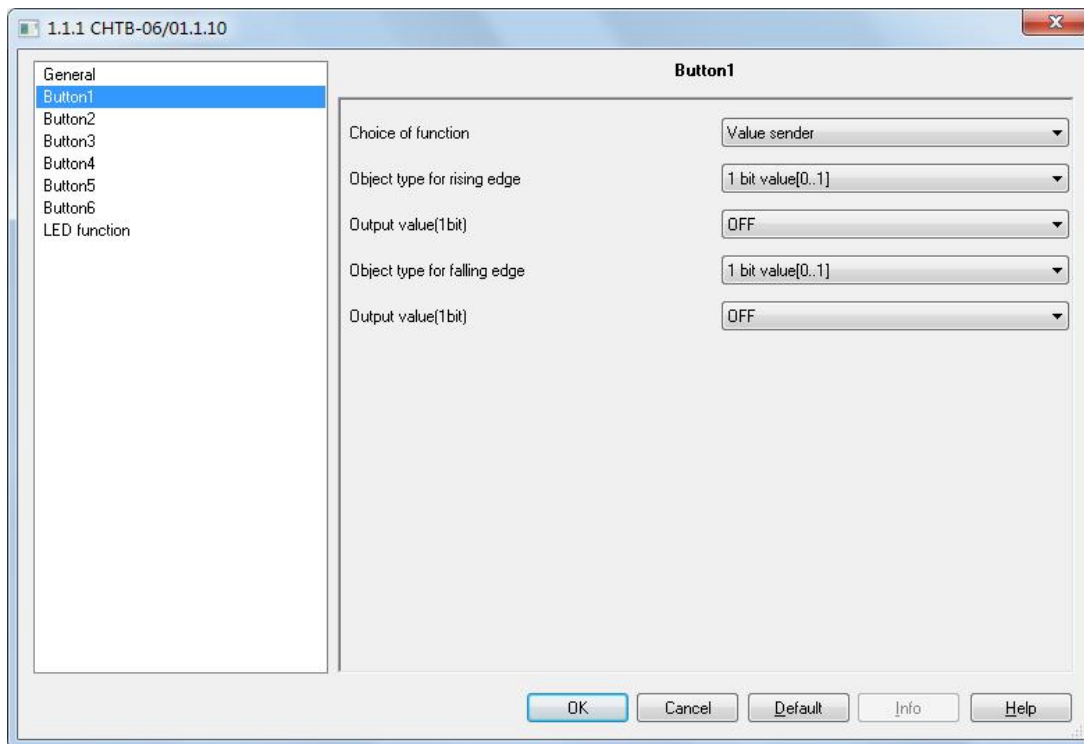 1.1.1 CHTB-06/01.1.10
General
Button1
Button2
Button3
Button4
Button5
Button6
LED function
Button1
Choice of function Value sender
Object type for rising edge 1 bit value[0..1]
Output value(1bit) OFF
Object type for falling edge 1 bit value[0..1]
Output value(1bit) OFF
OK Cancel Default Info Help